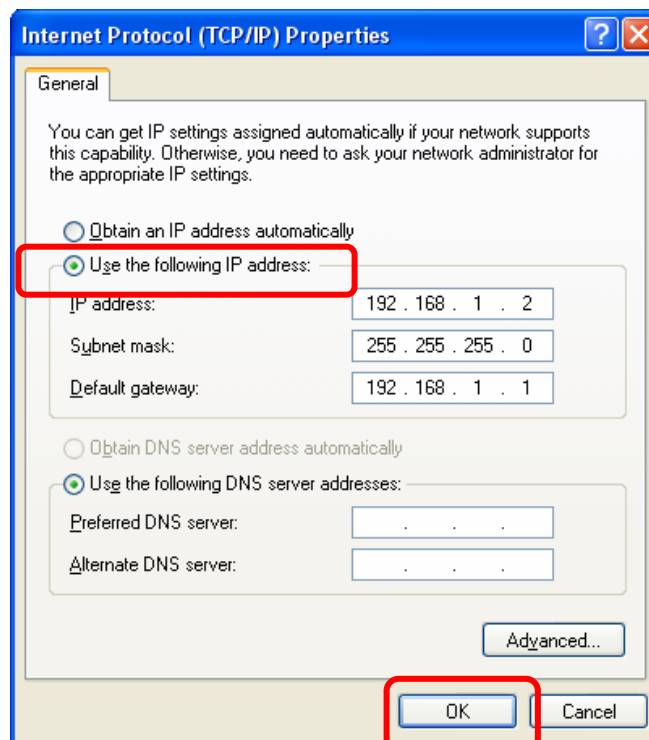 Internet Protocol (TCP/IP) Properties
General
You can get IP settings assigned automatically if your network supports
this capability. Otherwise, you need to ask your network administrator for
the appropriate IP settings.
Obtain an IP address automatically
Use the following IP address:
IP address: 192 . 168 . 1 . 2
Subnet mask: 255 . 255 . 255 . 0
Default gateway: 192 . 168 . 1 . 1
Obtain DNS server address automatically
Use the following DNS server addresses:
Preferred DNS server: . . .
Alternate DNS server: . . .
Advanced...
OK Cancel